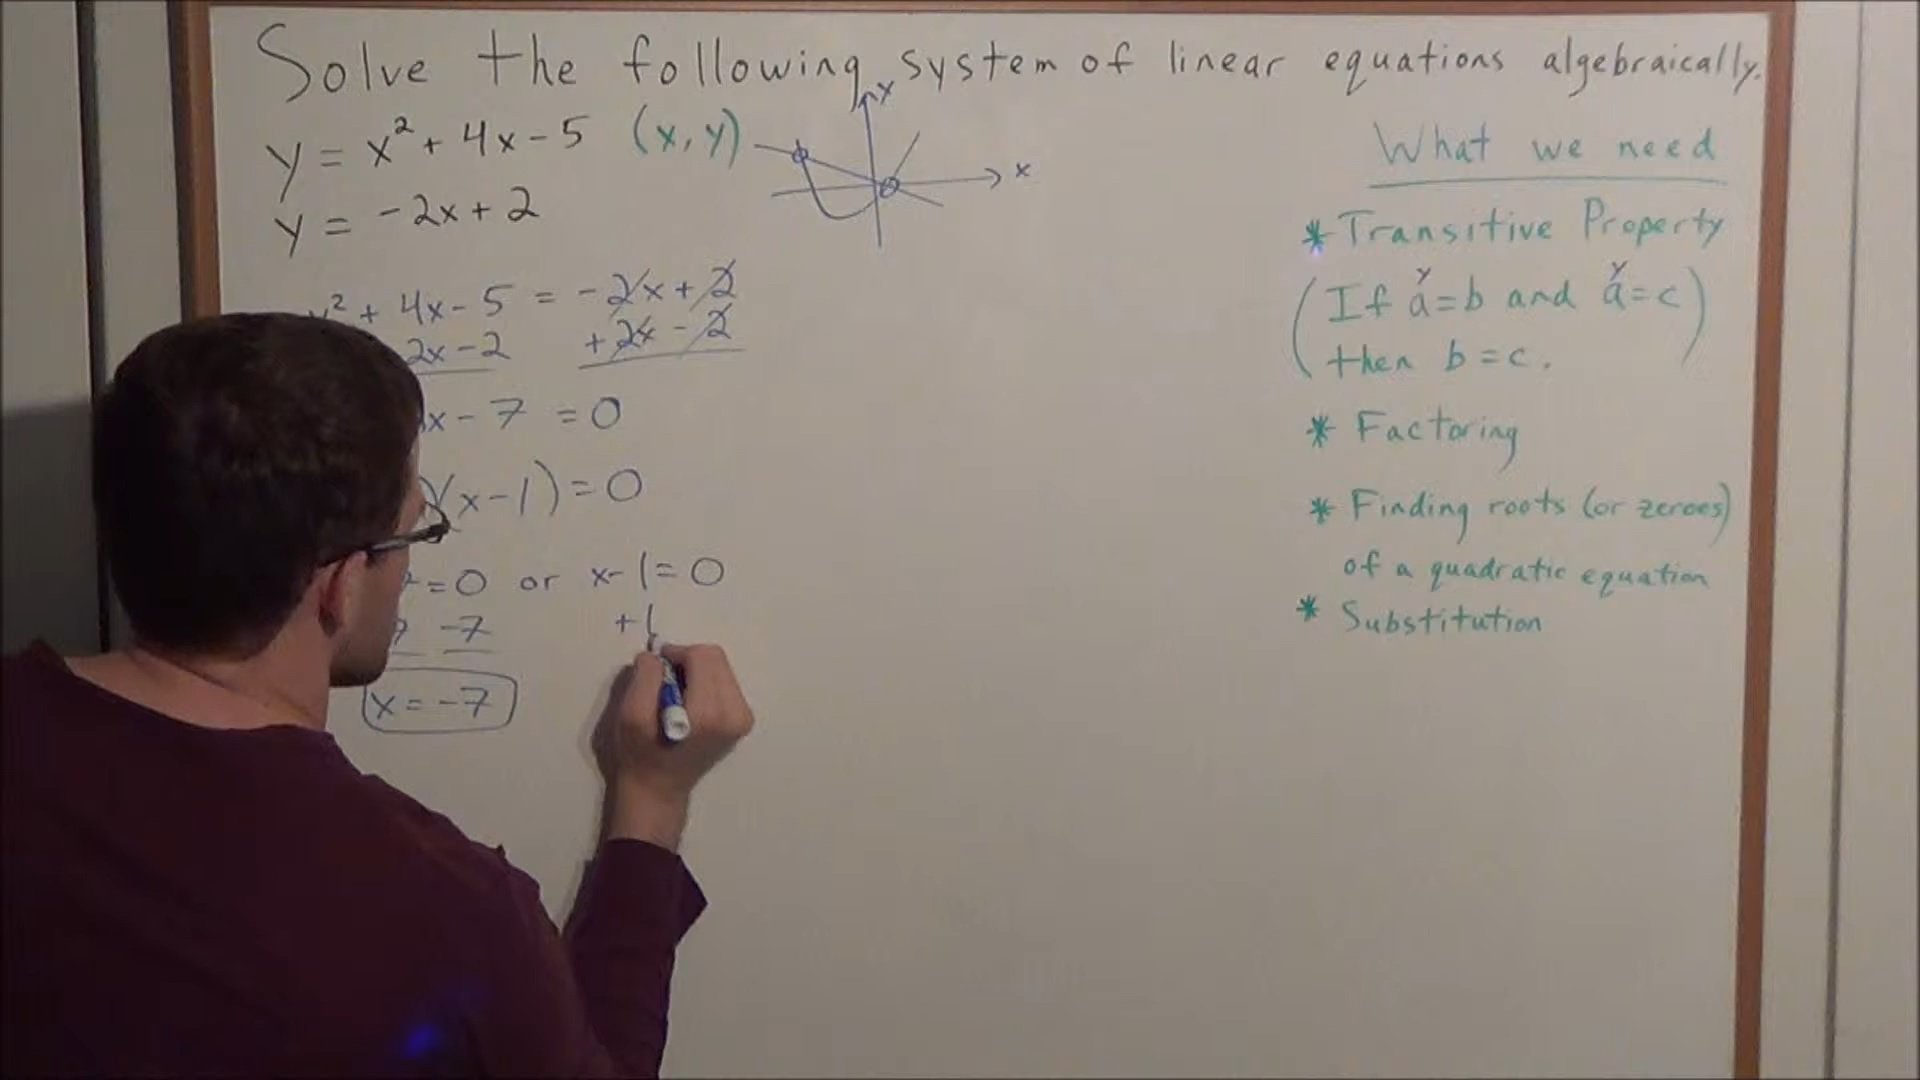 Solve the following system of linear equations algebraically.
y = x² + 4x - 5 (x, y)
y = -2x + 2
x
x
² + 4x - 5 = -2x + 2
2x - 2 + 2x - 2
x - 7 = 0
)(x - 1) = 0
= 0 or x - 1 = 0
-7 + 1
x = -7
What we need
* Transitive Property
y y
(If a = b and a = c)
then b = c.
* Factoring
* Finding roots (or zeroes)
of a quadratic equation
* Substitution